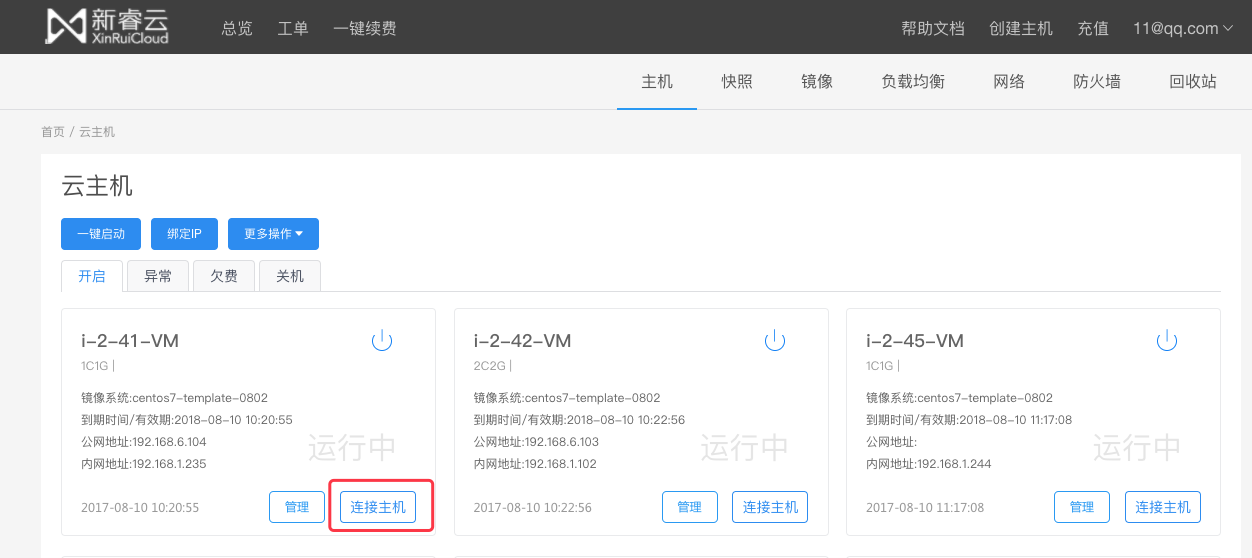 新睿云
XinRuiCloud
总览 工单 一键续费 帮助文档 创建主机 充值 11@qq.com
主机 快照 镜像 负载均衡 网络 防火墙 回收站
首页 / 云主机
云主机
一键启动 绑定IP 更多操作
开启 异常 欠费 关机
i-2-41-VM
1C1G |
镜像系统:centos7-template-0802
到期时间/有效期:2018-08-10 10:20:55
公网地址:192.168.6.104
内网地址:192.168.1.235
运行中
2017-08-10 10:20:55 管理 连接主机
i-2-42-VM
2C2G |
镜像系统:centos7-template-0802
到期时间/有效期:2018-08-10 10:22:56
公网地址:192.168.6.103
内网地址:192.168.1.102
运行中
2017-08-10 10:22:56 管理 连接主机
i-2-45-VM
1C1G |
镜像系统:centos7-template-0802
到期时间/有效期:2018-08-10 11:17:08
公网地址:
内网地址:192.168.1.244
运行中
2017-08-10 11:17:08 管理 连接主机